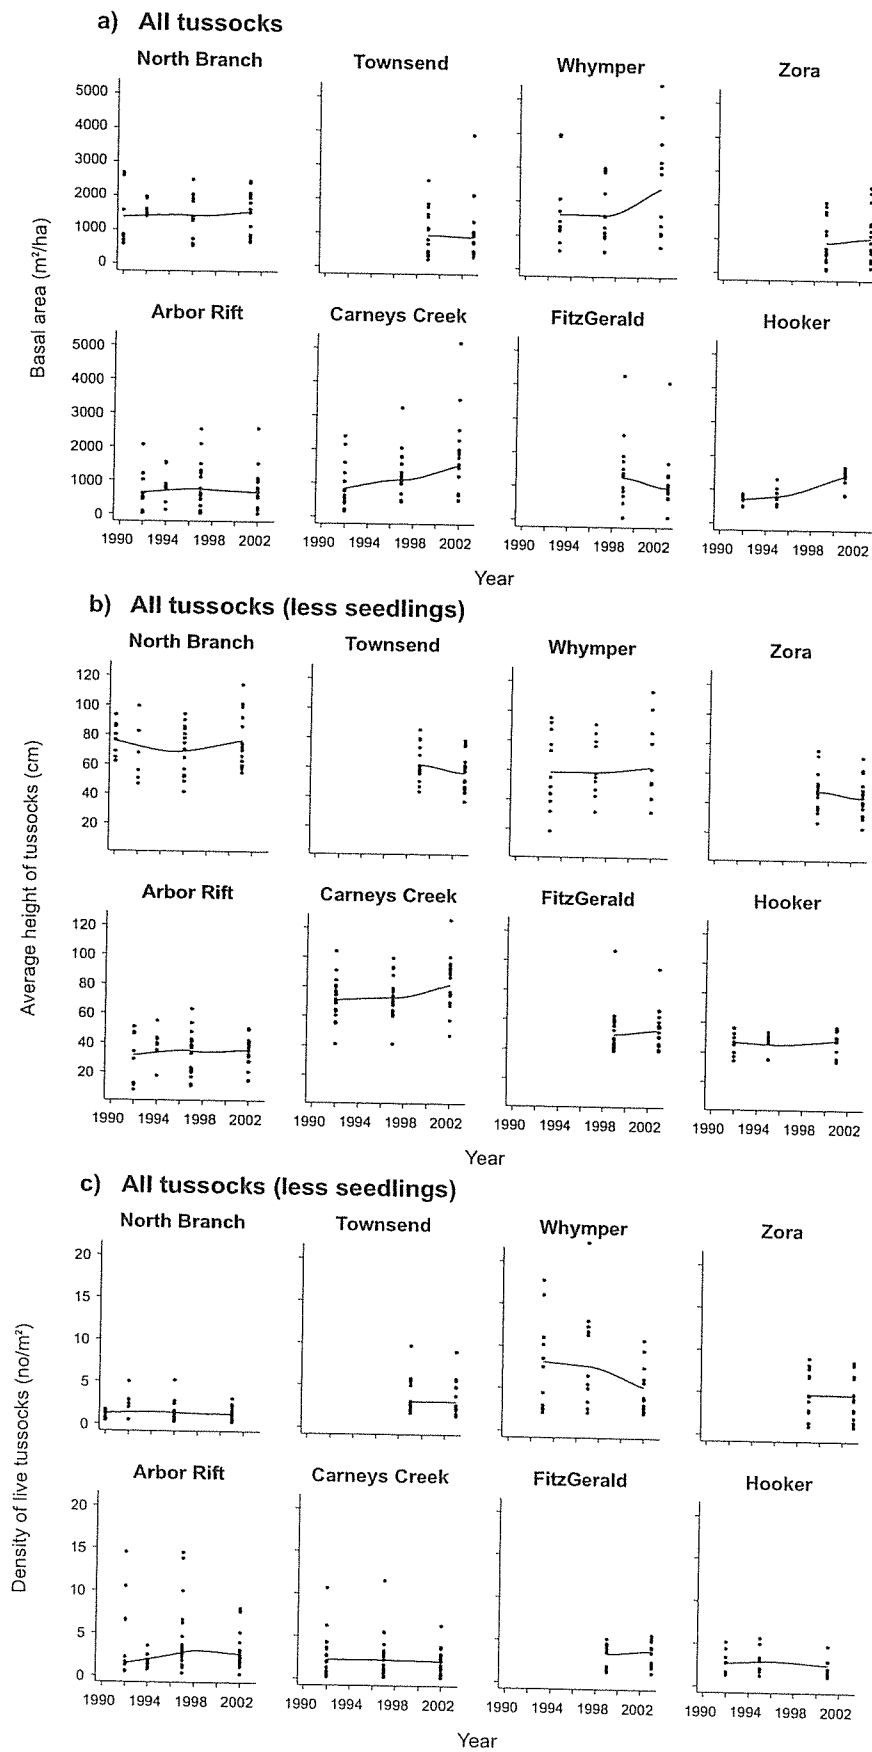 a) All tussocks
North Branch Townsend Whymper Zora
5000
4000
3000
2000
1000
0
Basal area (m²/ha)
Arbor Rift Carneys Creek FitzGerald Hooker
5000
4000
3000
2000
1000
0
1990 1994 1998 2002 1990 1994 1998 2002 1990 1994 1998 2002 1990 1994 1998 2002
Year
b) All tussocks (less seedlings)
North Branch Townsend Whymper Zora
120
100
80
60
40
20
Average height of tussocks (cm)
Arbor Rift Carneys Creek FitzGerald Hooker
120
100
80
60
40
20
1990 1994 1998 2002 1990 1994 1998 2002 1990 1994 1998 2002 1990 1994 1998 2002
Year
c) All tussocks (less seedlings)
North Branch Townsend Whymper Zora
20
15
10
5
0
Density of live tussocks (no/m²)
Arbor Rift Carneys Creek FitzGerald Hooker
20
15
10
5
0
1990 1994 1998 2002 1990 1994 1998 2002 1990 1994 1998 2002 1990 1994 1998 2002
Year